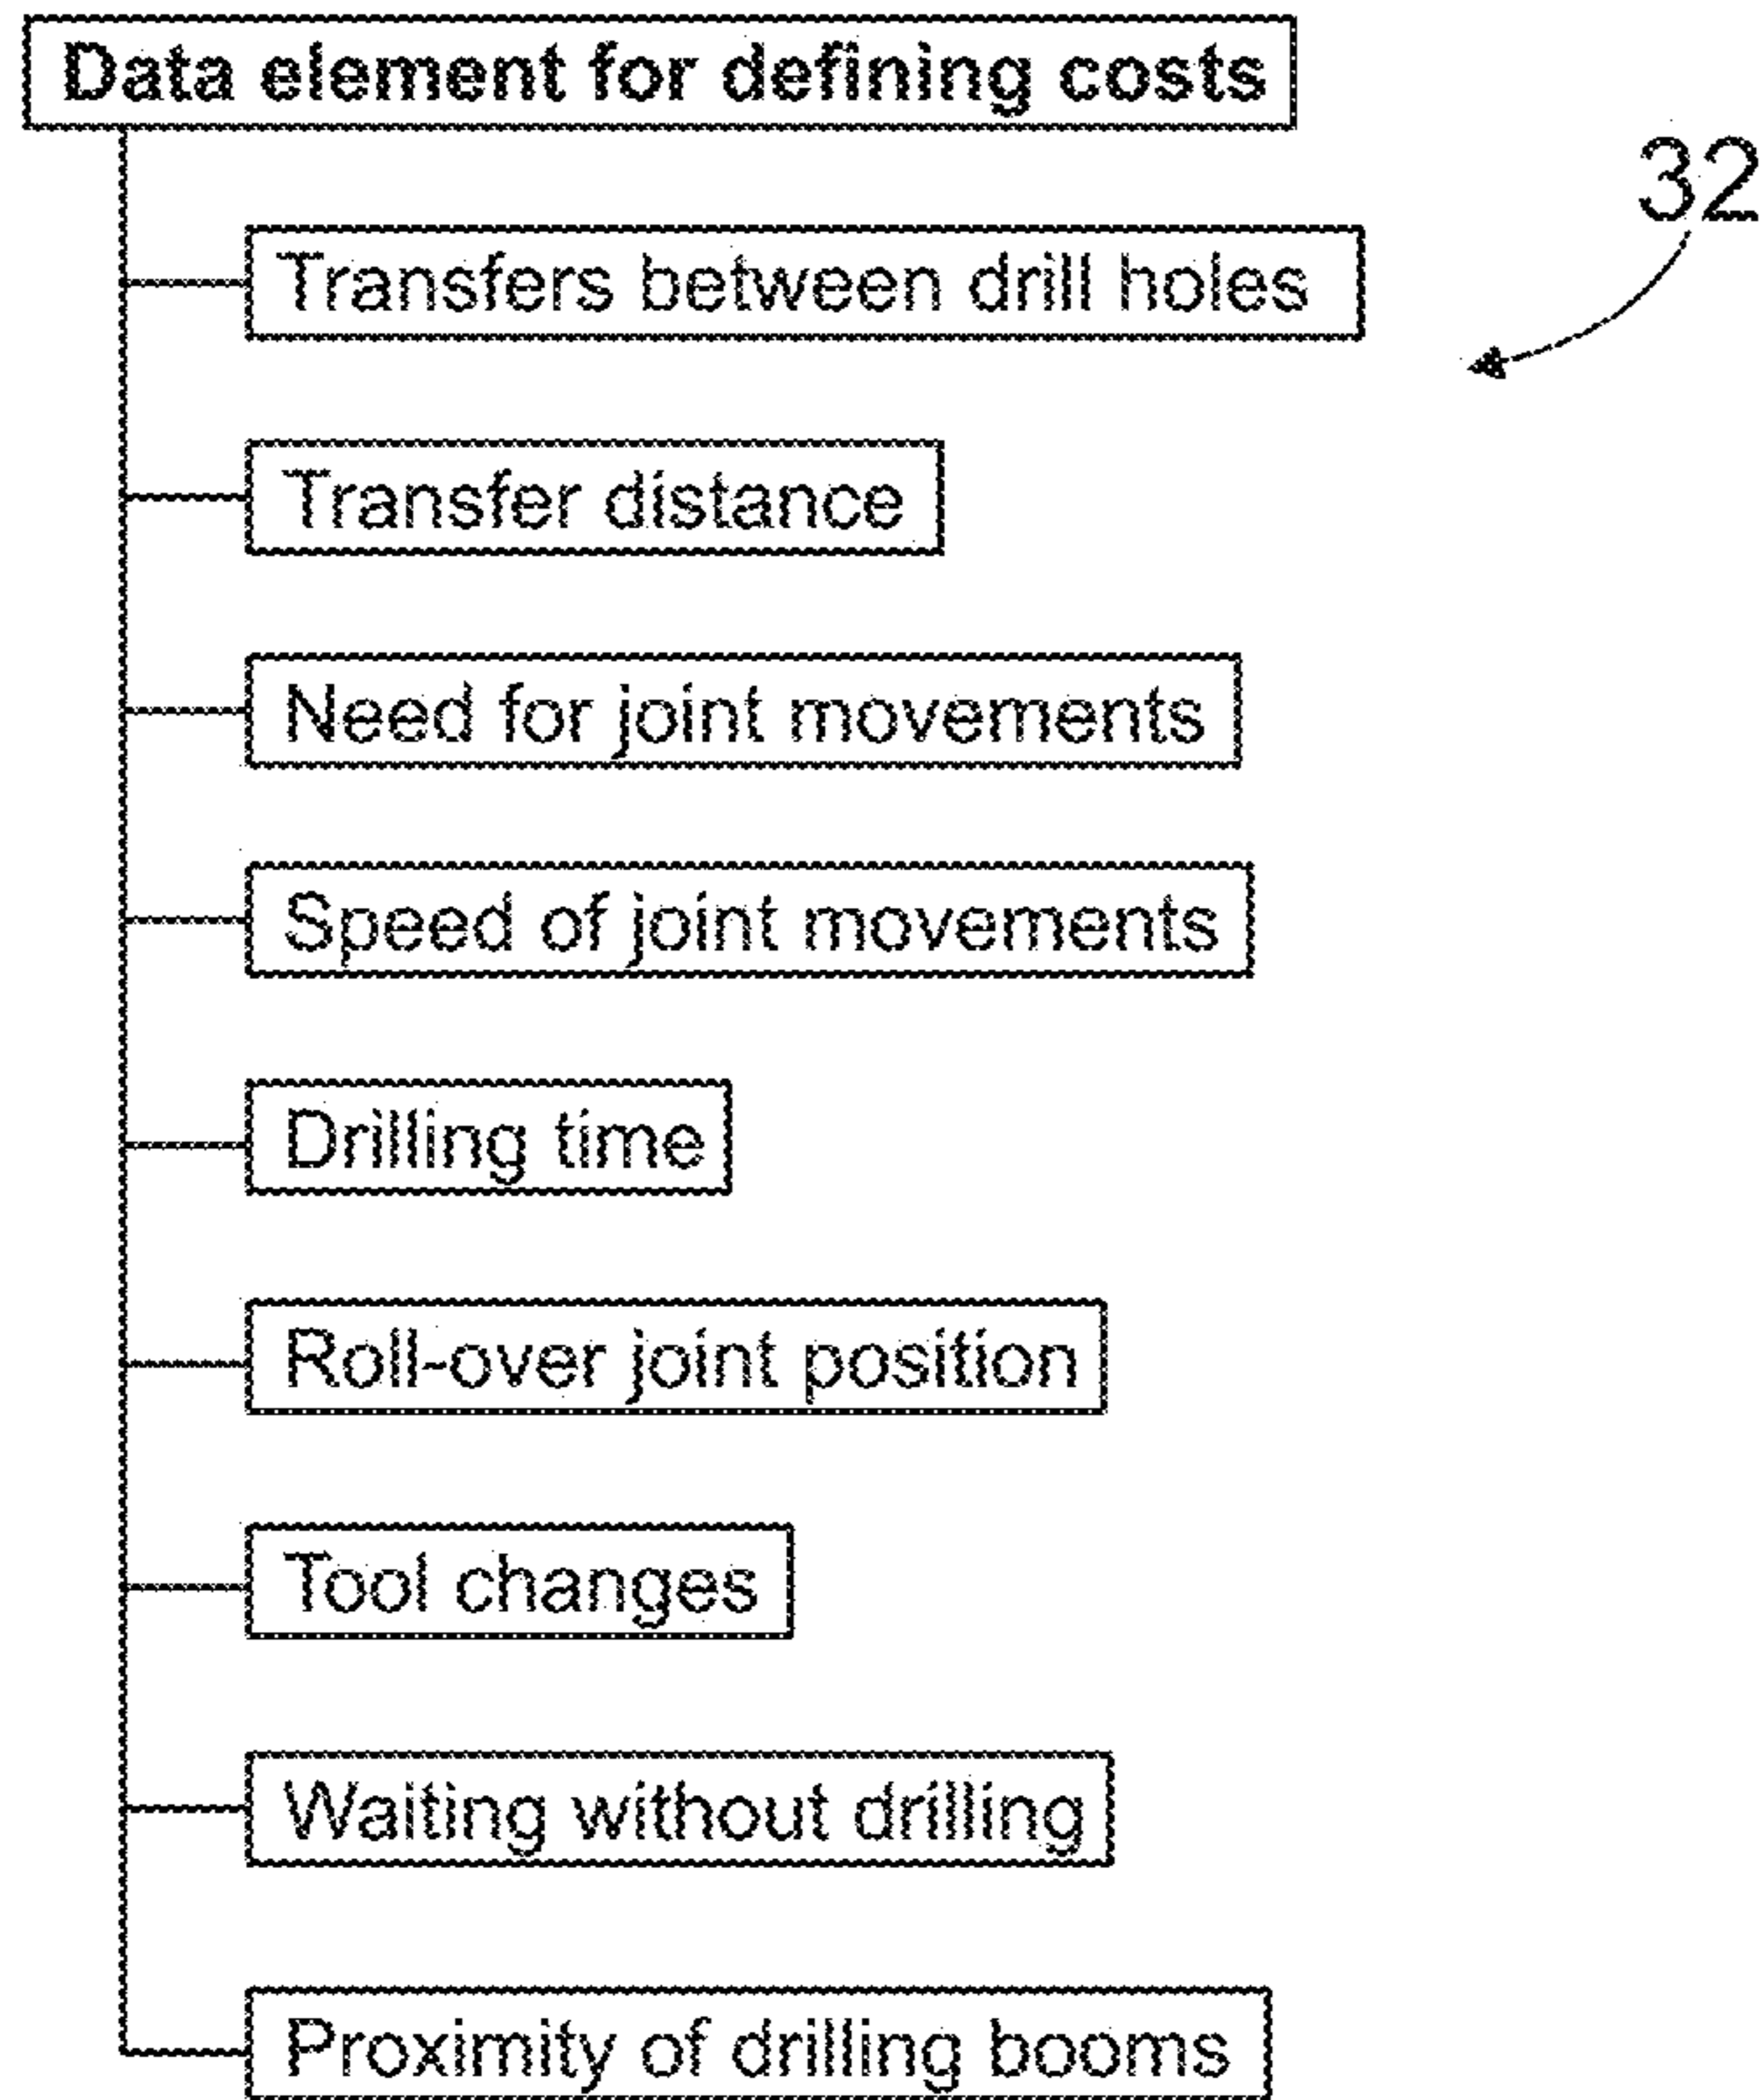 Data element for defining costs
32
Transfers between drill holes
Transfer distance
Need for joint movements
Speed of joint movements
Drilling time
Roll-over joint position
Tool changes
Waiting without drilling
Proximity of drilling booms